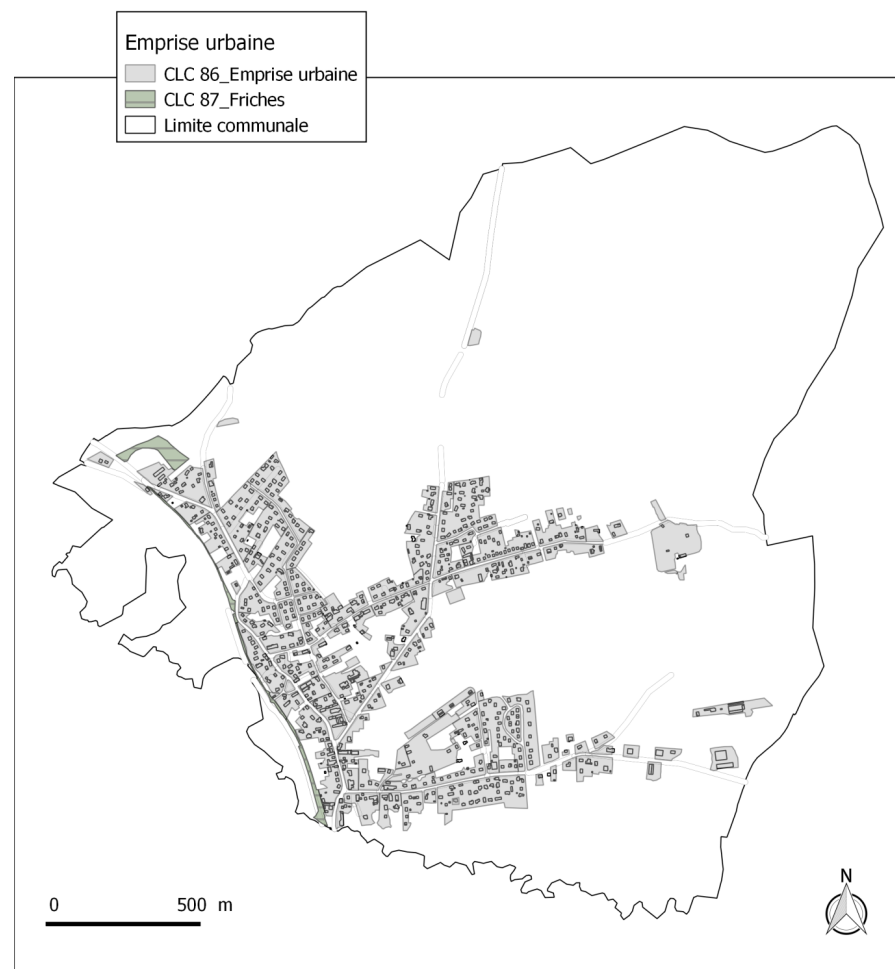 Emprise urbaine
CLC 86_Emprise urbaine
CLC 87_Friches
Limite communale
0 500 m
N